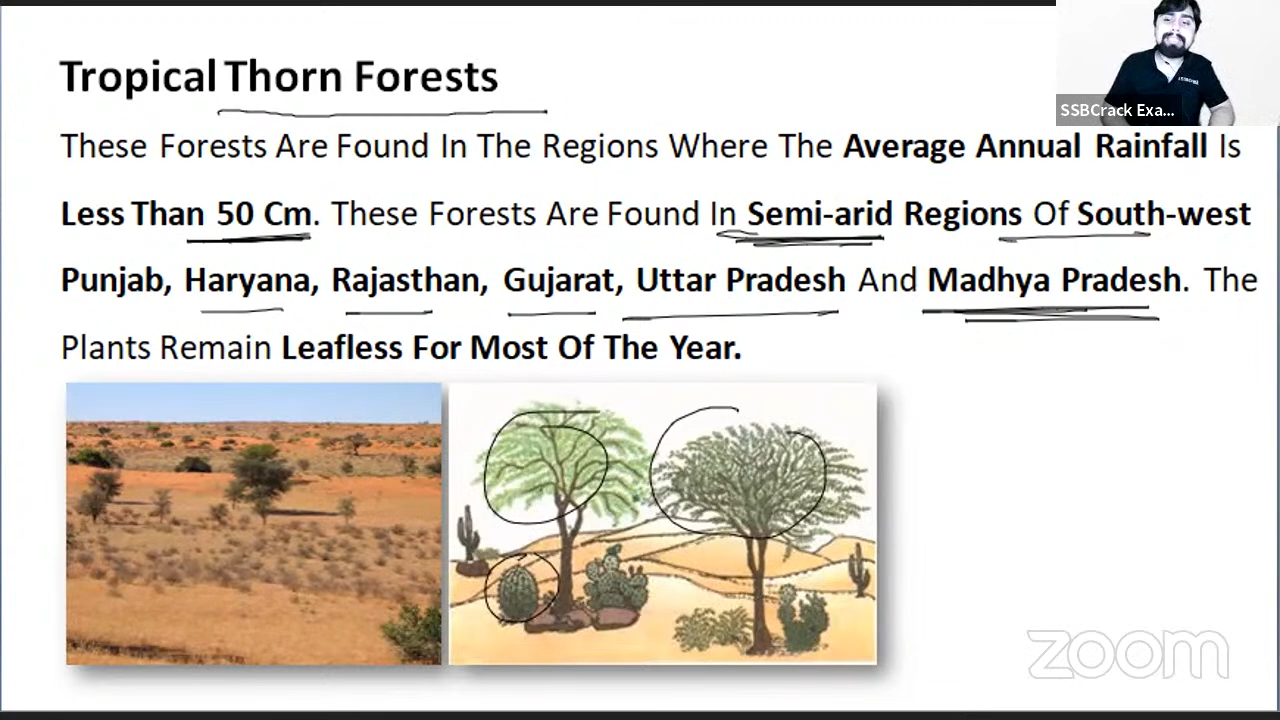 Tropical Thorn Forests
SSBCrack Exa...
These Forests Are Found In The Regions Where The Average Annual Rainfall Is
Less Than 50 Cm. These Forests Are Found In Semi-arid Regions Of South-west
Punjab, Haryana, Rajasthan, Gujarat, Uttar Pradesh And Madhya Pradesh. The
Plants Remain Leafless For Most Of The Year.
zoom